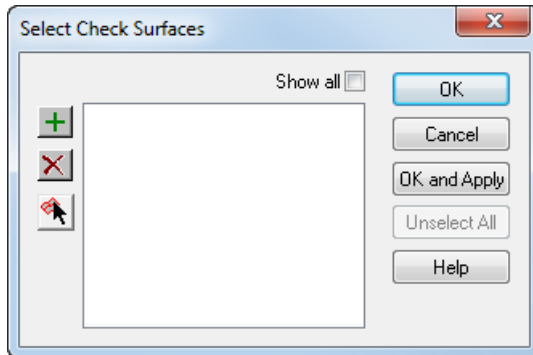 Select Check Surfaces
Show all
OK
Cancel
OK and Apply
Unselect All
Help